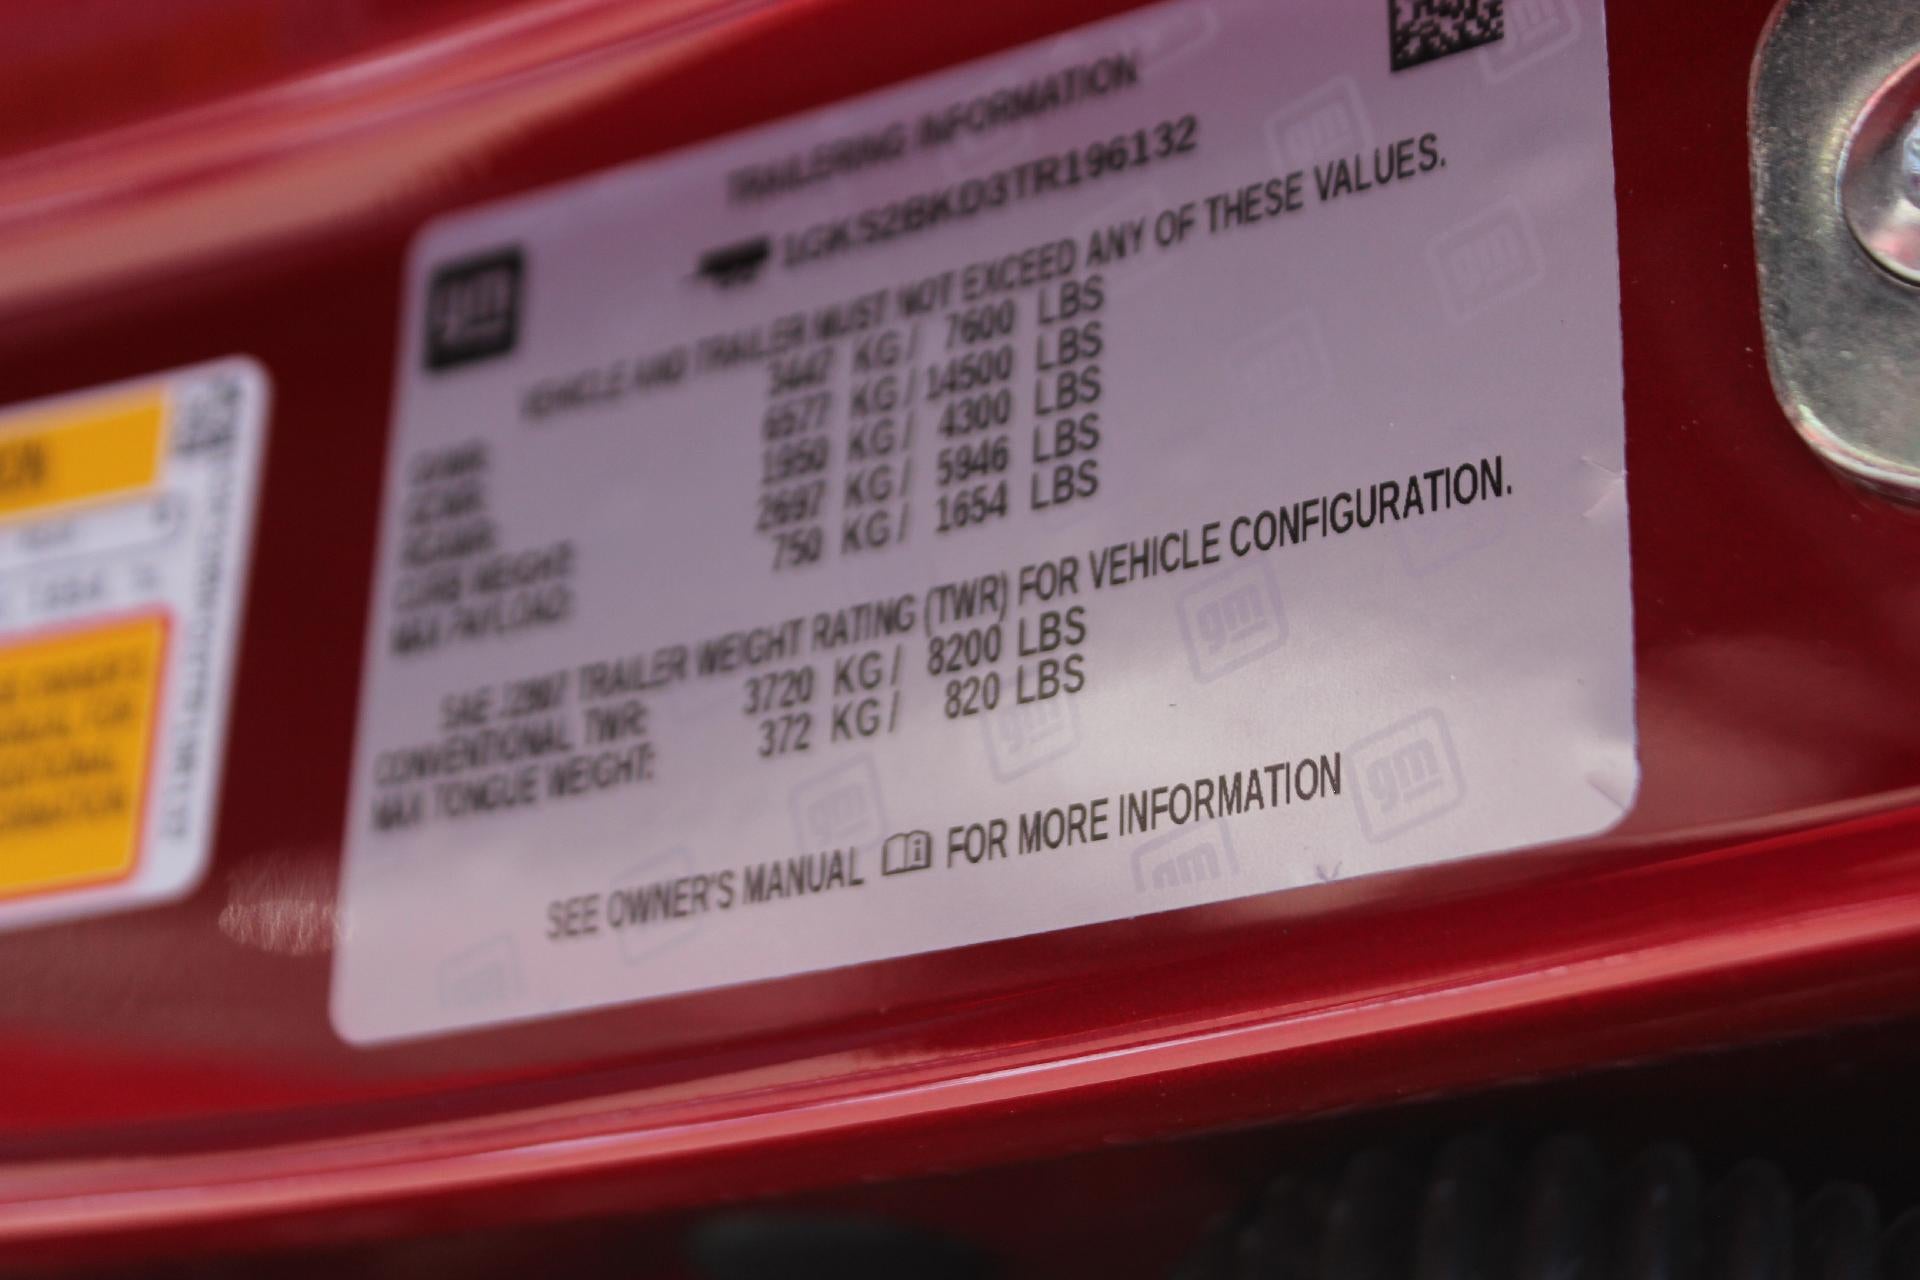 TRAILERING INFORMATION
1GKS2BKD3TR196132
VEHICLE AND TRAILER MUST NOT EXCEED ANY OF THESE VALUES.
GVWR: 3447 KG / 7600 LBS
GCWR: 6577 KG / 14500 LBS
RGAWR: 1950 KG / 4300 LBS
CURB WEIGHT: 2697 KG / 5946 LBS
MAX PAYLOAD: 750 KG / 1654 LBS
SAE J2807 TRAILER WEIGHT RATING (TWR) FOR VEHICLE CONFIGURATION.
CONVENTIONAL TWR: 3720 KG / 8200 LBS
MAX TONGUE WEIGHT: 372 KG / 820 LBS
SEE OWNER'S MANUAL FOR MORE INFORMATION
gm